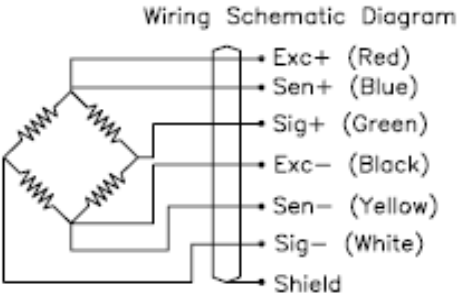 Wiring Schematic Diagram
Exc+ (Red)
Sen+ (Blue)
Sig+ (Green)
Exc− (Black)
Sen− (Yellow)
Sig− (White)
Shield